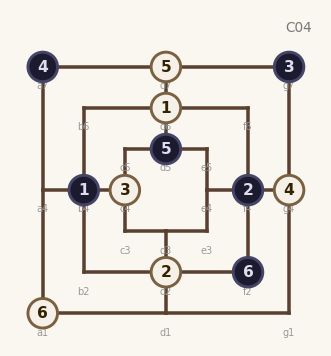 C04
4 5 3
a7 d7 g7
1
b6 d6 f6
5
c5 d5 e5
1 3 2 4
a4 b4 c4 e4 f4 g4
c3 d3 e3
2 6
b2 d2 f2
6
a1 d1 g1